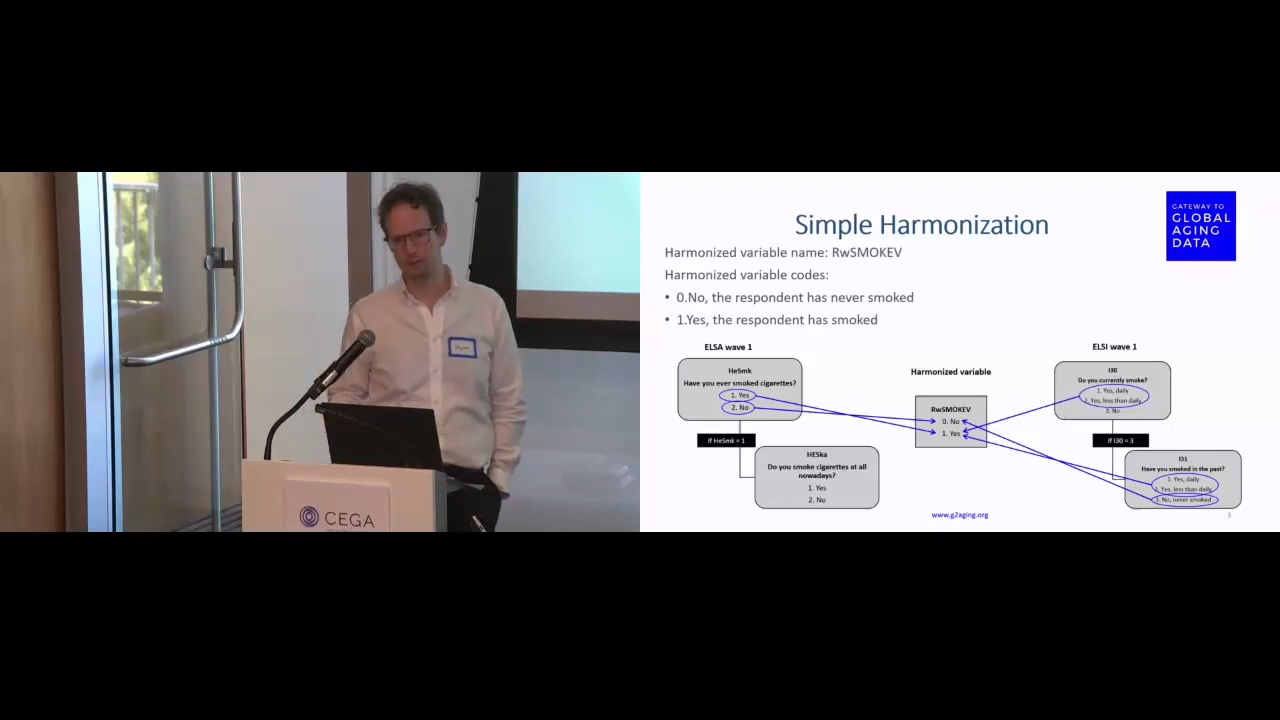 CEGA
Simple Harmonization
GATEWAY TO
GLOBAL
AGING
DATA
Harmonized variable name: RwSMOKEV
Harmonized variable codes:
• 0.No, the respondent has never smoked
• 1.Yes, the respondent has smoked
ELSA wave 1
HeSmk
Have you ever smoked cigarettes?
1. Yes
2. No
If HeSmk = 1
HESka
Do you smoke cigarettes at all
nowadays?
1. Yes
2. No
Harmonized variable
RwSMOKEV
0. No
1. Yes
ELSI wave 1
I30
Do you currently smoke?
1. Yes, daily
2. Yes, less than daily
3. No
If I30 = 3
I31
Have you smoked in the past?
1. Yes, daily
2. Yes, less than daily
3. No, never smoked
www.g2aging.org
3